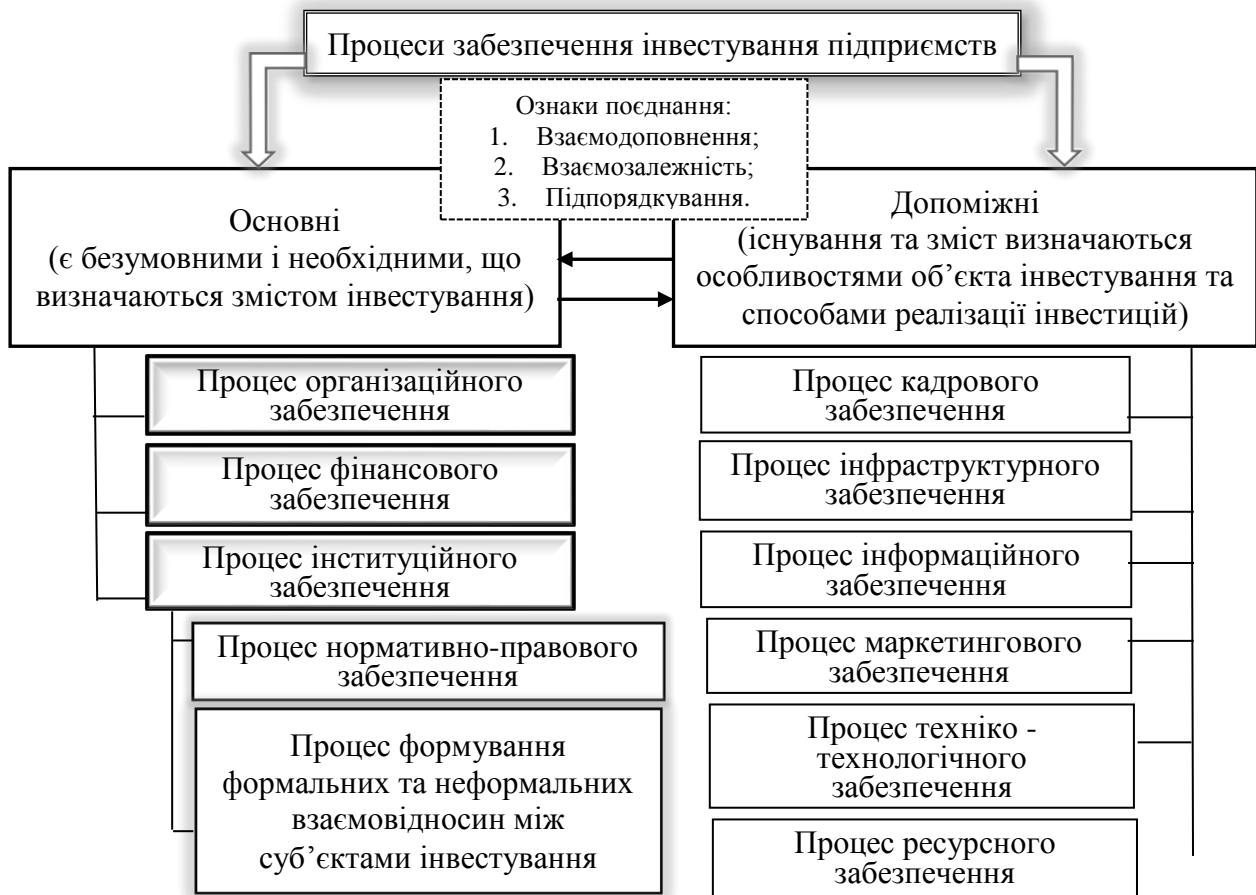 Процеси забезпечення інвестування підприємств
Ознаки поєднання:
1. Взаємодоповнення;
2. Взаємозалежність;
3. Підпорядкування.
Основні
(є безумовними і необхідними, що
визначаються змістом інвестування)
Допоміжні
(існування та зміст визначаються
особливостями об’єкта інвестування та
способами реалізації інвестицій)
Процес організаційного
забезпечення
Процес фінансового
забезпечення
Процес інституційного
забезпечення
Процес нормативно-правового
забезпечення
Процес формування
формальних та неформальних
взаємовідносин між
суб’єктами інвестування
Процес кадрового
забезпечення
Процес інфраструктурного
забезпечення
Процес інформаційного
забезпечення
Процес маркетингового
забезпечення
Процес техніко -
технологічного
забезпечення
Процес ресурсного
забезпечення